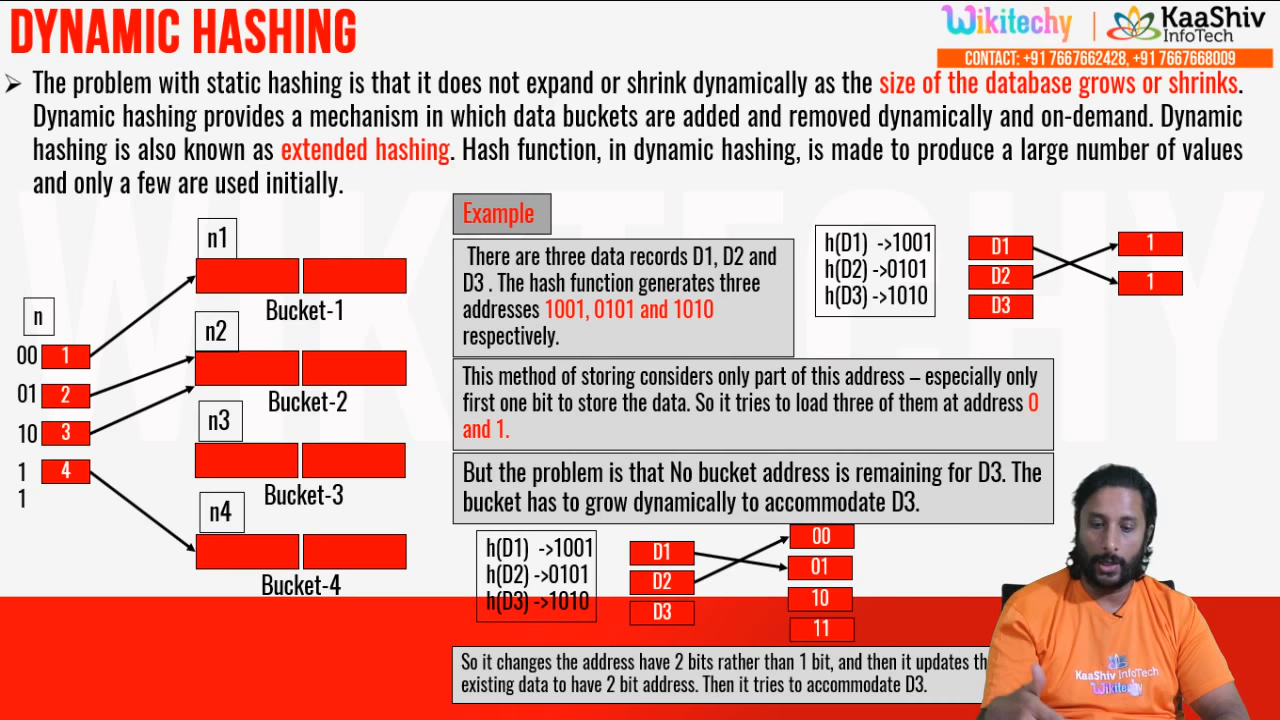 DYNAMIC HASHING
Wikitechy
KaaShiv
InfoTech
CONTACT: +91 7667662428, +91 7667668009
The problem with static hashing is that it does not expand or shrink dynamically as the size of the database grows or shrinks.
Dynamic hashing provides a mechanism in which data buckets are added and removed dynamically and on-demand. Dynamic
hashing is also known as extended hashing. Hash function, in dynamic hashing, is made to produce a large number of values
and only a few are used initially.
n
00 1
01 2
10 3
1 4
1
n1
Bucket-1
n2
Bucket-2
n3
Bucket-3
n4
Bucket-4
Example
There are three data records D1, D2 and
D3 . The hash function generates three
addresses 1001, 0101 and 1010
respectively.
h(D1) ->1001
h(D2) ->0101
h(D3) ->1010
D1
D2
D3
1
1
This method of storing considers only part of this address – especially only
first one bit to store the data. So it tries to load three of them at address 0
and 1.
But the problem is that No bucket address is remaining for D3. The
bucket has to grow dynamically to accommodate D3.
h(D1) ->1001
h(D2) ->0101
h(D3) ->1010
D1
D2
D3
00
01
10
11
So it changes the address have 2 bits rather than 1 bit, and then it updates th
existing data to have 2 bit address. Then it tries to accommodate D3.
KaaShiv InfoTech
Wikitechy
WIKITECHY